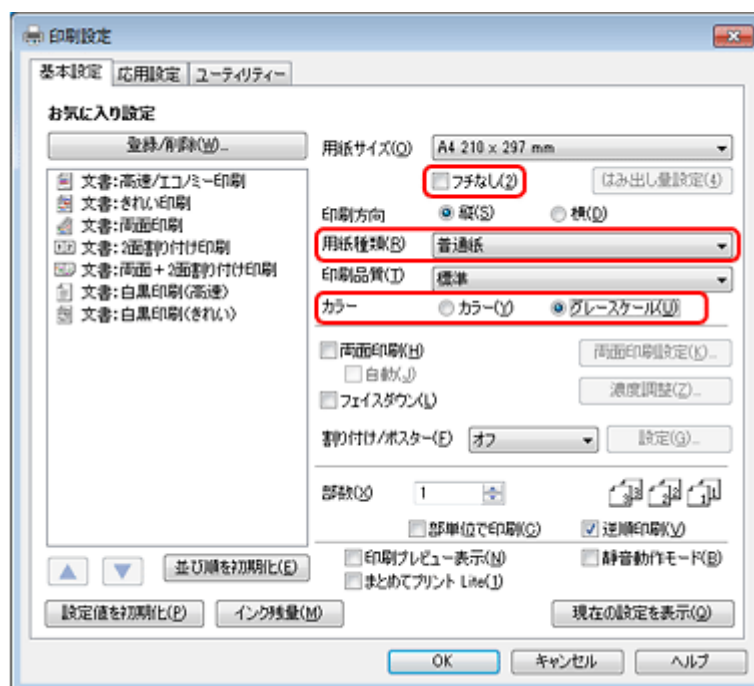 印刷設定
基本設定 応用設定 ユーティリティー
お気に入り設定
登録/削除(W)...
文書:高速/エコノミー印刷
文書:きれい印刷
文書:両面印刷
文書:2面割り付け印刷
文書:両面+2面割り付け印刷
文書:白黒印刷(高速)
文書:白黒印刷(きれい)
並び順を初期化(E)
用紙サイズ(O) A4 210 x 297 mm
フチなし(2) はみ出し量設定(4)
印刷方向 縦(S) 横(D)
用紙種類(R) 普通紙
印刷品質(T) 標準
カラー カラー(Y) グレースケール(U)
両面印刷(H) 両面印刷設定(K)...
自動(J)
濃度調整(Z)...
フェイスダウン(L)
割り付け/ポスター(F) オフ 設定(G)...
部数(X) 1
部単位で印刷(C) 逆順印刷(V)
印刷プレビュー表示(N) 静音動作モード(B)
まとめてプリント Lite(1)
設定値を初期化(P) インク残量(M) 現在の設定を表示(Q)
OK キャンセル ヘルプ